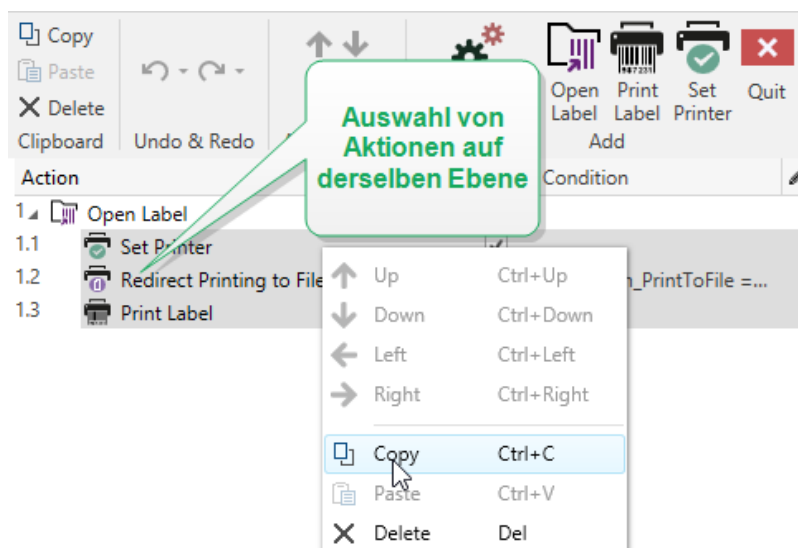 Copy
Paste
Delete
Clipboard
Undo & Redo
Open Label
Print Label
Set Printer
Quit
Add
Auswahl von
Aktionen auf
derselben Ebene
Action
Condition
1 Open Label
1.1 Set Printer
1.2 Redirect Printing to File
_PrintToFile =...
1.3 Print Label
Up Ctrl+Up
Down Ctrl+Down
Left Ctrl+Left
Right Ctrl+Right
Copy Ctrl+C
Paste Ctrl+V
Delete Del